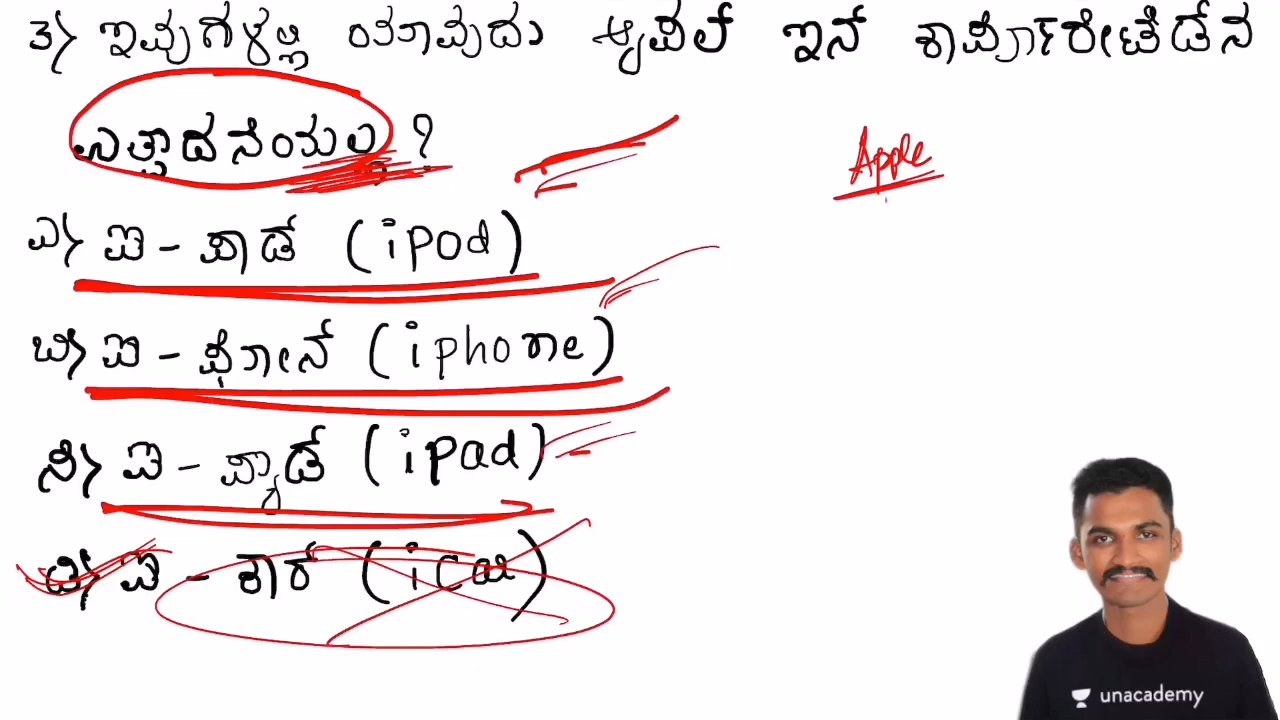 3) ಇವುಗಳಲ್ಲಿ ಯಾವುದು ಆ್ಯಪಲ್ ಇನ್ ಕಾರ್ಪೊರೇಟೆಡ್‌ನ
ಉತ್ಪಾದನೆಯಲ್ಲ?
Apple
ಎ) ಐ - ಪಾಡ್ (ipod)
ಬಿ) ಐ - ಫೋನ್ (iphone)
ಸಿ) ಐ - ಪ್ಯಾಡ್ (ipad)
ಡಿ) ಐ - ಕಾರ್ (icar)
unacademy